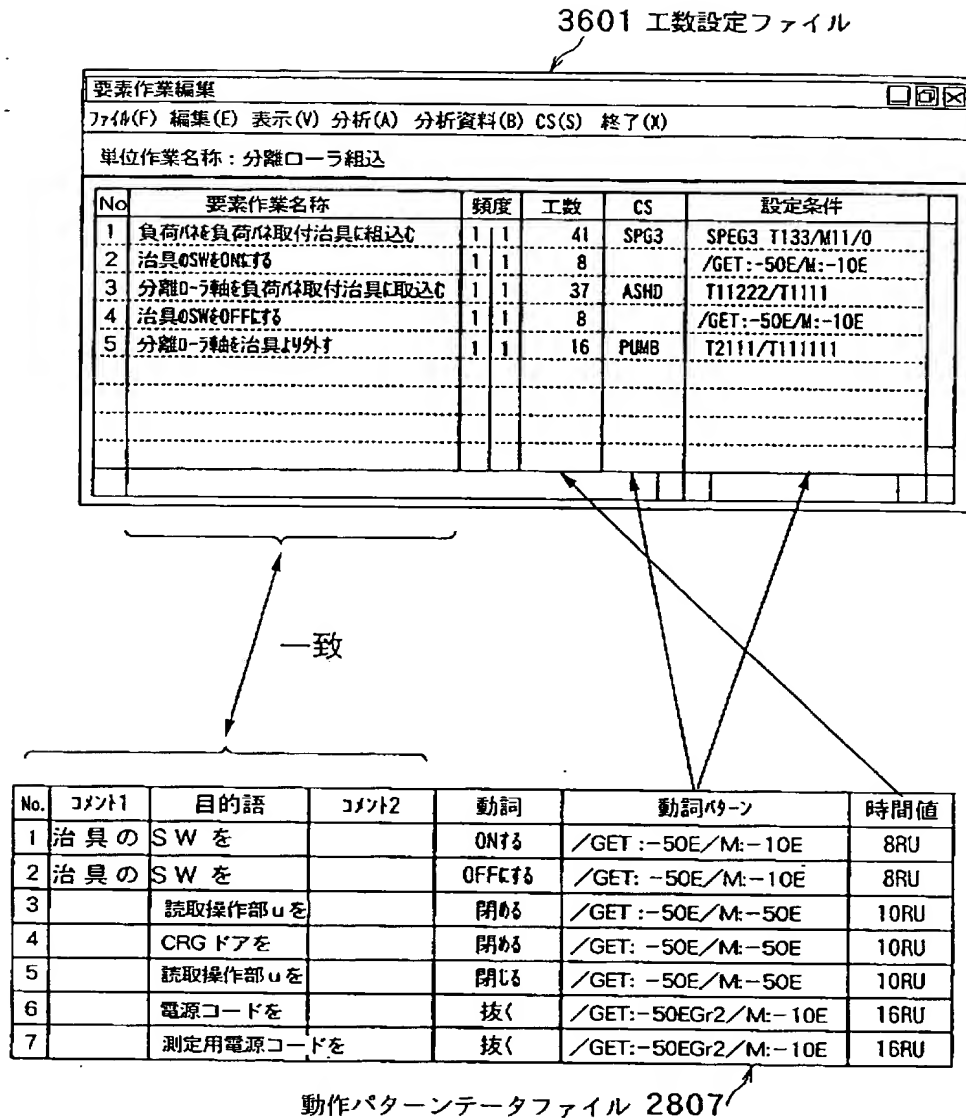 3601 工数設定ファイル
要素作業編集
ファイル(F) 編集(E) 表示(V) 分析(A) 分析資料(B) CS(S) 終了(X)
単位作業名称：分離ローラ組込
No 要素作業名称 頻度 工数 CS 設定条件
1 負荷バネを負荷バネ取付治具に組込む 1 1 41 SPG3 SPEG3 T133/M11/0
2 治具のSWをONにする 1 1 8 /GET:-50E/M:-10E
3 分離ローラ軸を負荷バネ取付治具に取込む 1 1 37 ASHD T11222/T1111
4 治具のSWをOFFにする 1 1 8 /GET:-50E/M:-10E
5 分離ローラ軸を治具より外す 1 1 16 PUMB T2111/T111111
一致
No. コメント1 目的語 コメント2 動詞 動詞パターン 時間値
1 治具の SWを ONする /GET :-50E/M:-10E 8RU
2 治具の SWを OFFにする /GET: -50E/M:-10E 8RU
3 読取操作部uを 閉める /GET :-50E/M:-50E 10RU
4 CRGドアを 閉める /GET: -50E/M:-50E 10RU
5 読取操作部uを 閉じる /GET: -50E/M:-50E 10RU
6 電源コードを 抜く /GET:-50EGr2/M:-10E 16RU
7 測定用電源コードを 抜く /GET:-50EGr2/M:-10E 16RU
動作パターンテータファイル 2807